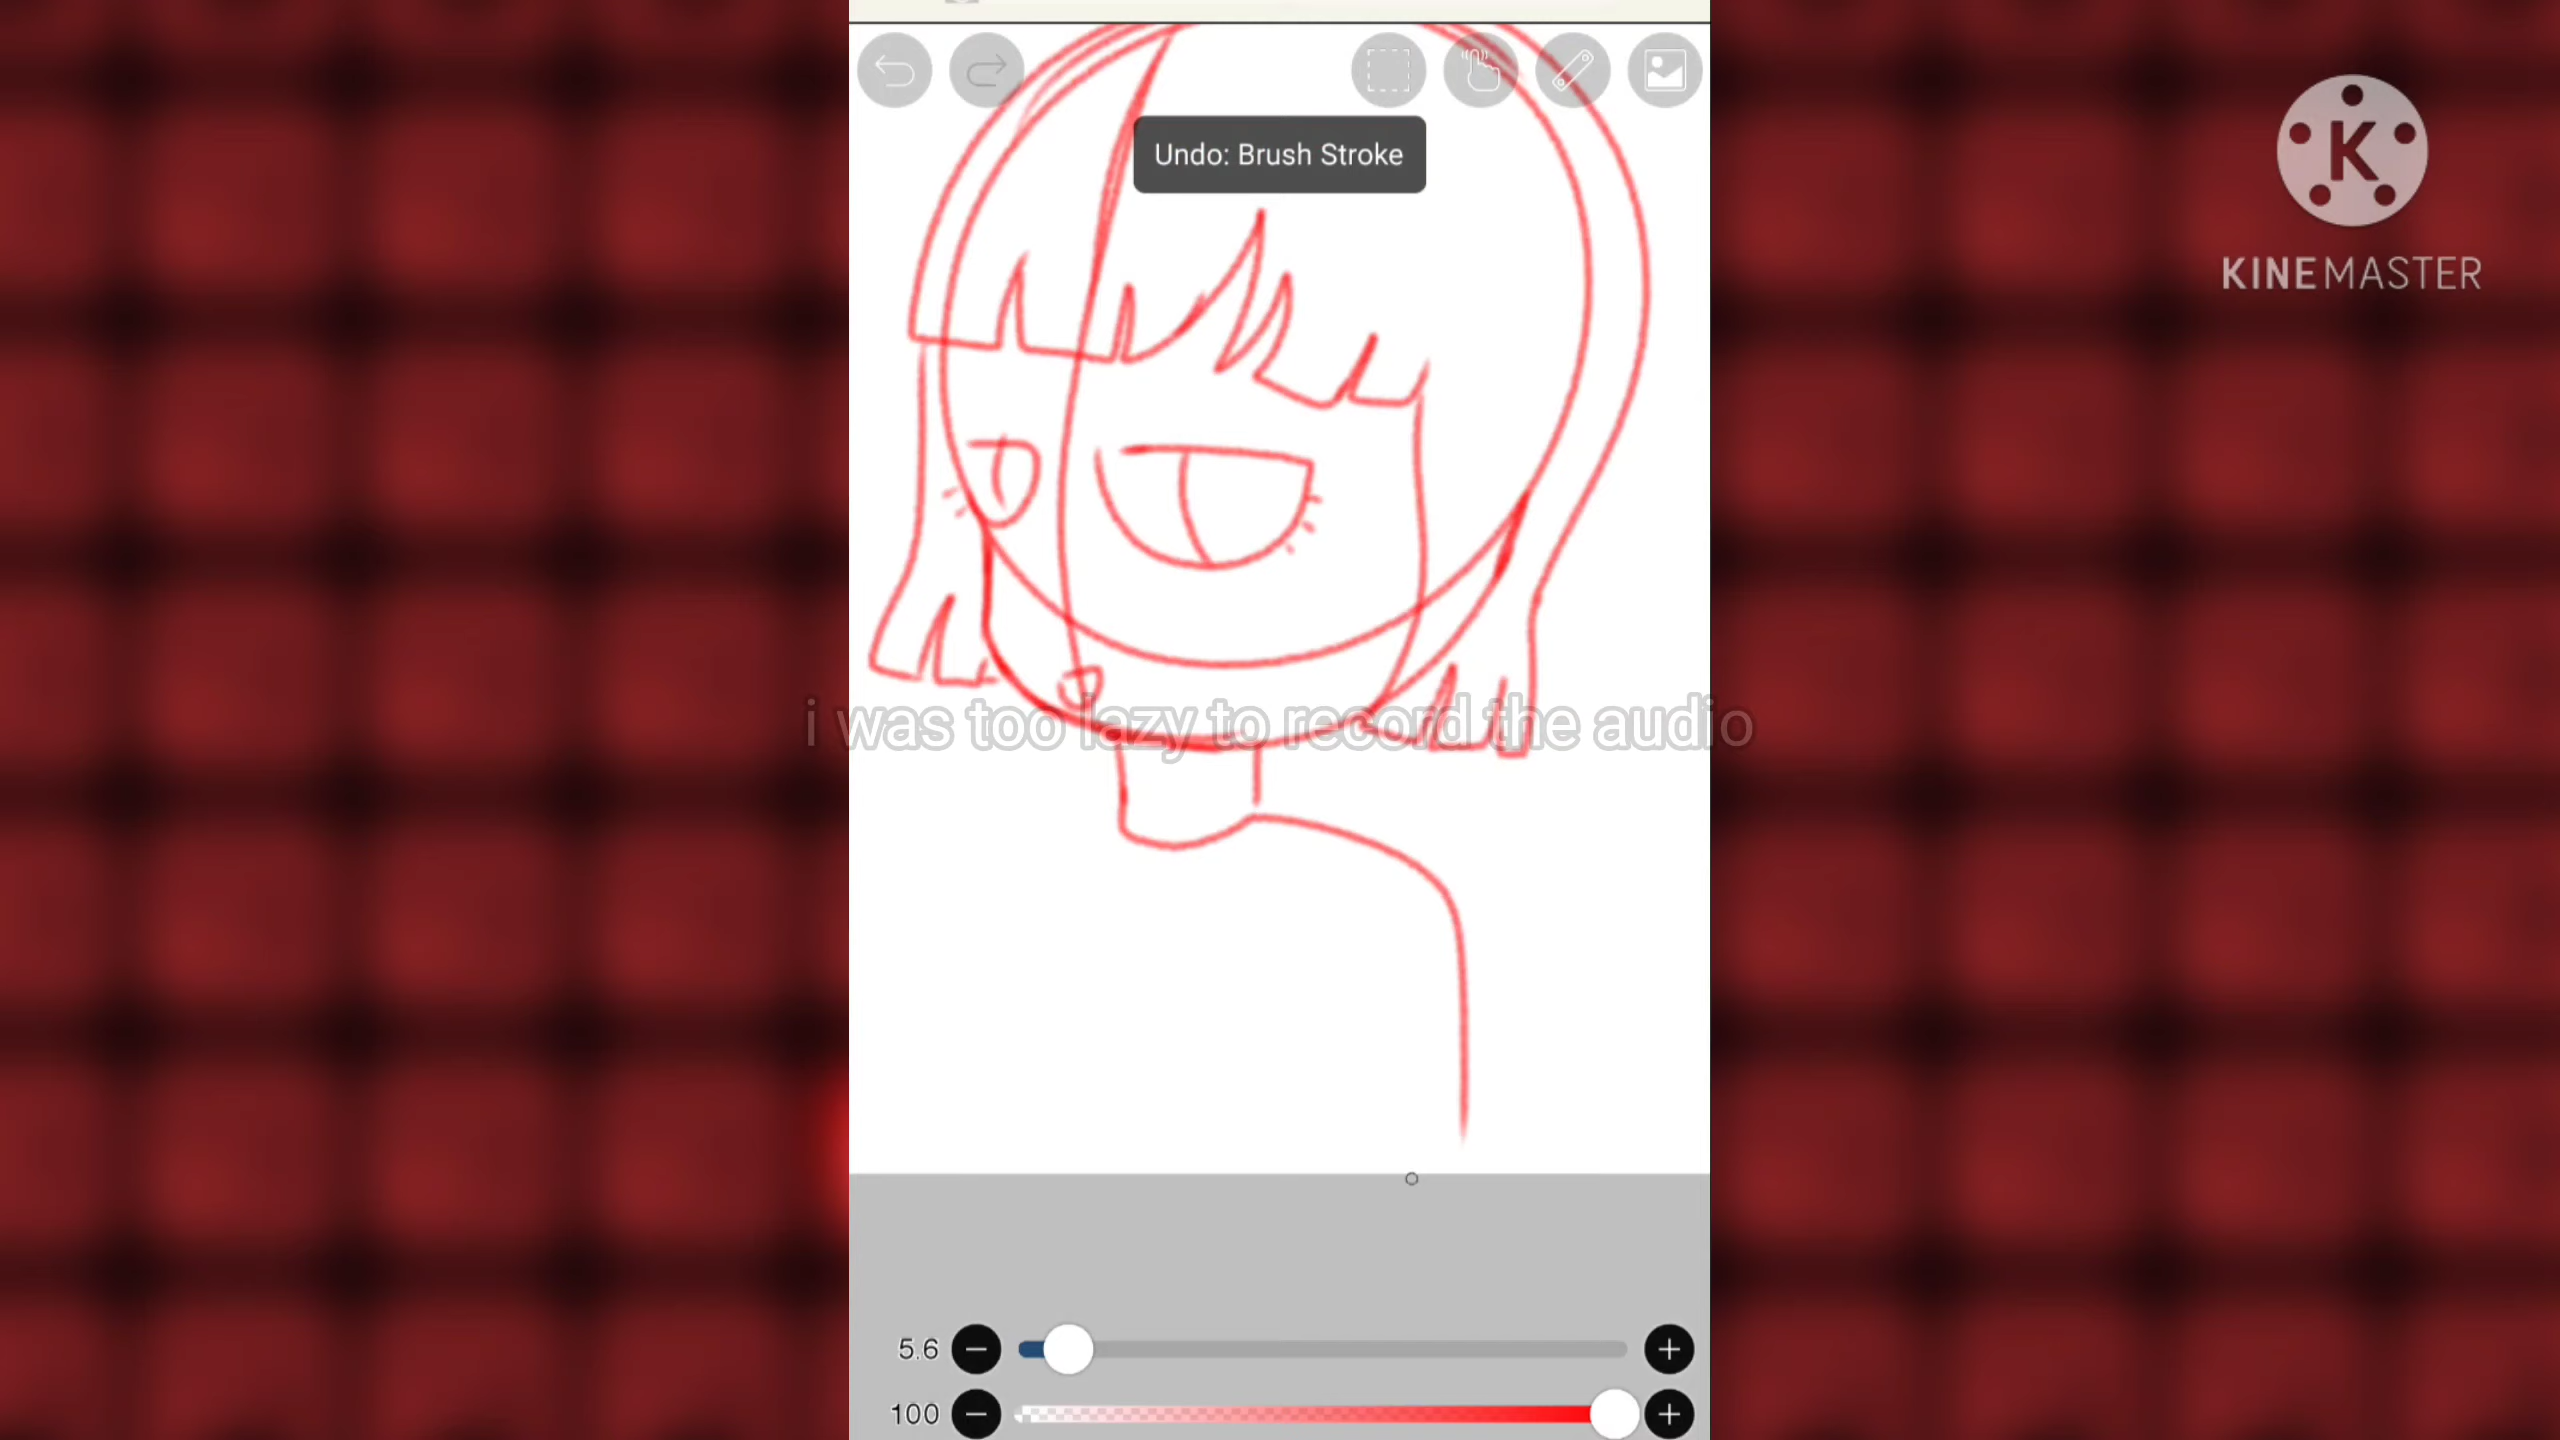 Undo: Brush Stroke
K
KINEMASTER
i was too lazy to record the audio
5.6
100